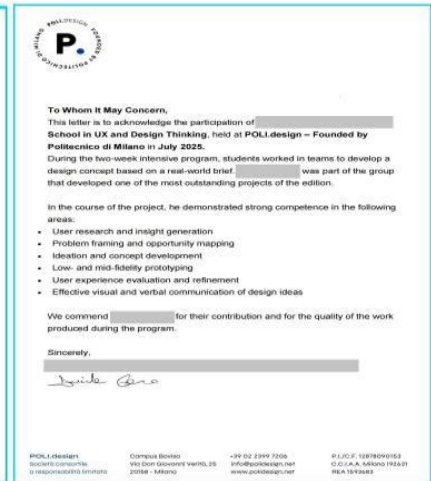 POLI.DESIGN FOUNDED BY POLITECNICO DI MILANO
P.
To Whom It May Concern,
This letter is to acknowledge the participation of
School in UX and Design Thinking, held at POLI.design – Founded by
Politecnico di Milano in July 2025.
During the two-week intensive program, students worked in teams to develop a
design concept based on a real-world brief. was part of the group
that developed one of the most outstanding projects of the edition.
In the course of the project, he demonstrated strong competence in the following
areas:
• User research and insight generation
• Problem framing and opportunity mapping
• Ideation and concept development
• Low- and mid-fidelity prototyping
• User experience evaluation and refinement
• Effective visual and verbal communication of design ideas
We commend for their contribution and for the quality of the work
produced during the program.
Sincerely,
POLI.design
Società consortile
a responsabilità limitata
Campus Bovisa
Via Don Giovanni Verità, 25
20158 - Milano
+39 02 2399 7206
info@polidesign.net
www.polidesign.net
P.I./C.F. 12878090153
C.C.I.A.A. Milano 192631
REA 1593683